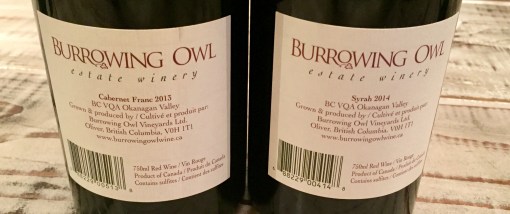 BURROWING OWL
estate winery
Cabernet Franc 2013
BC VQA Okanagan Valley
Grown & produced by / Cultivé et produit par:
Burrowing Owl Vineyards Ltd.
Oliver, British Columbia, V0H 1T1
www.burrowingowlwine.ca
750ml Red Wine / Vin Rouge
Product of Canada / Produit du Canada
Contains sulfites / Contient des sulfites
BURROWING OWL
estate winery
Syrah 2014
BC VQA Okanagan Valley
Grown & produced by / Cultivé et produit par:
Burrowing Owl Vineyards Ltd.
Oliver, British Columbia, V0H 1T1
www.burrowingowlwine.ca
750ml Red Wine / Vin Rouge
Product of Canada / Produit du Canada
Contains sulfites / Contient des sulfites